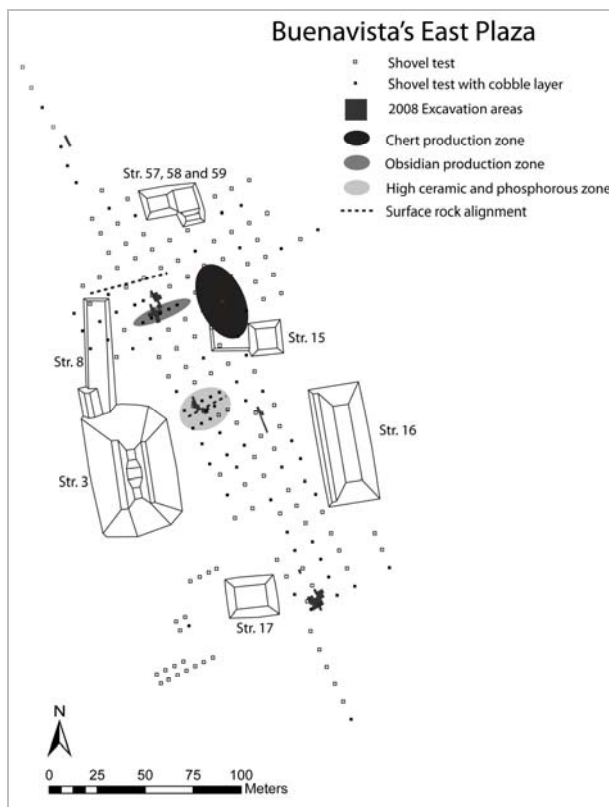 Buenavista's East Plaza
Shovel test
Shovel test with cobble layer
2008 Excavation areas
Chert production zone
Obsidian production zone
High ceramic and phosphorous zone
Surface rock alignment
Str. 57, 58 and 59
Str. 15
Str. 8
Str. 16
Str. 3
Str. 17
N
0 25 50 75 100
Meters